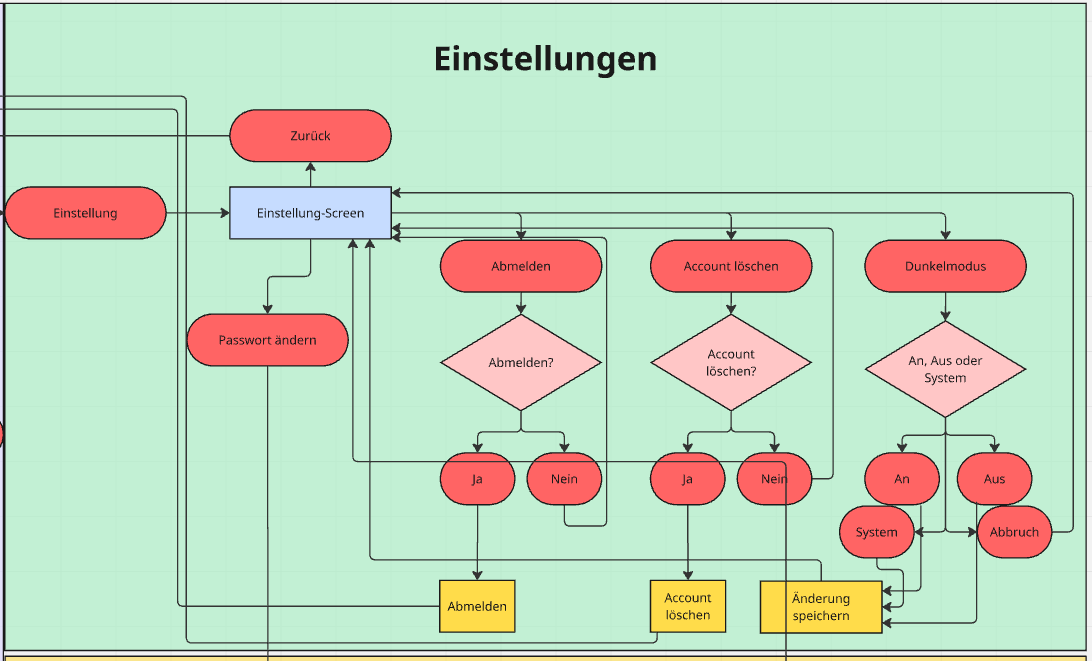 Einstellungen
Zurück
Einstellung
Einstellung-Screen
Abmelden
Account löschen
Dunkelmodus
Passwort ändern
Abmelden?
Account
löschen?
An, Aus oder
System
Ja
Nein
Ja
Nein
An
Aus
System
Abbruch
Abmelden
Account
löschen
Änderung
speichern